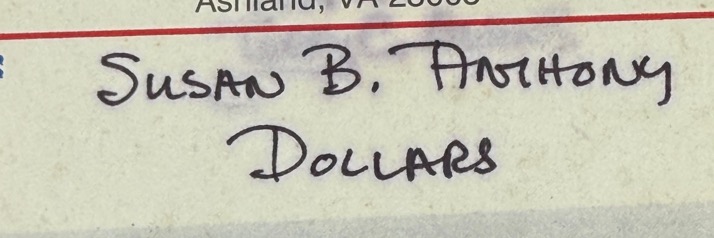 Ashland, VA
SUSAN B. ANTHONY
DOLLARS